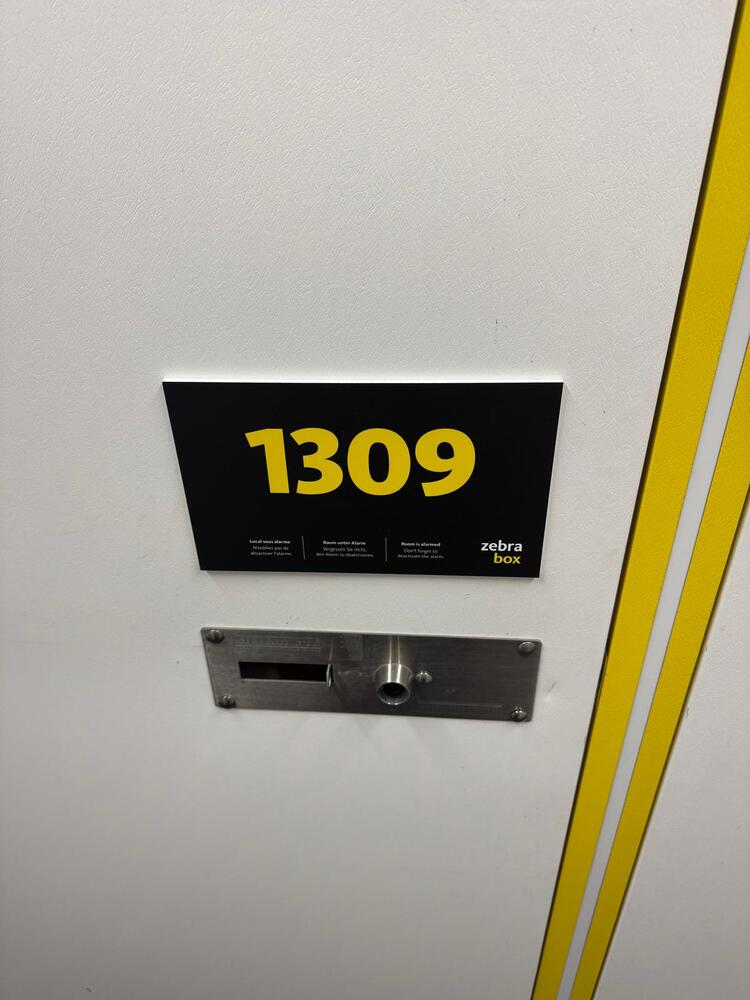 1309
Local sous alarme
N'oubliez pas de
désactiver l'alarme.
Raum unter Alarm
Vergessen Sie nicht,
den Alarm zu deaktivieren.
Room is alarmed
Don't forget to
deactivate the alarm.
zebra
box